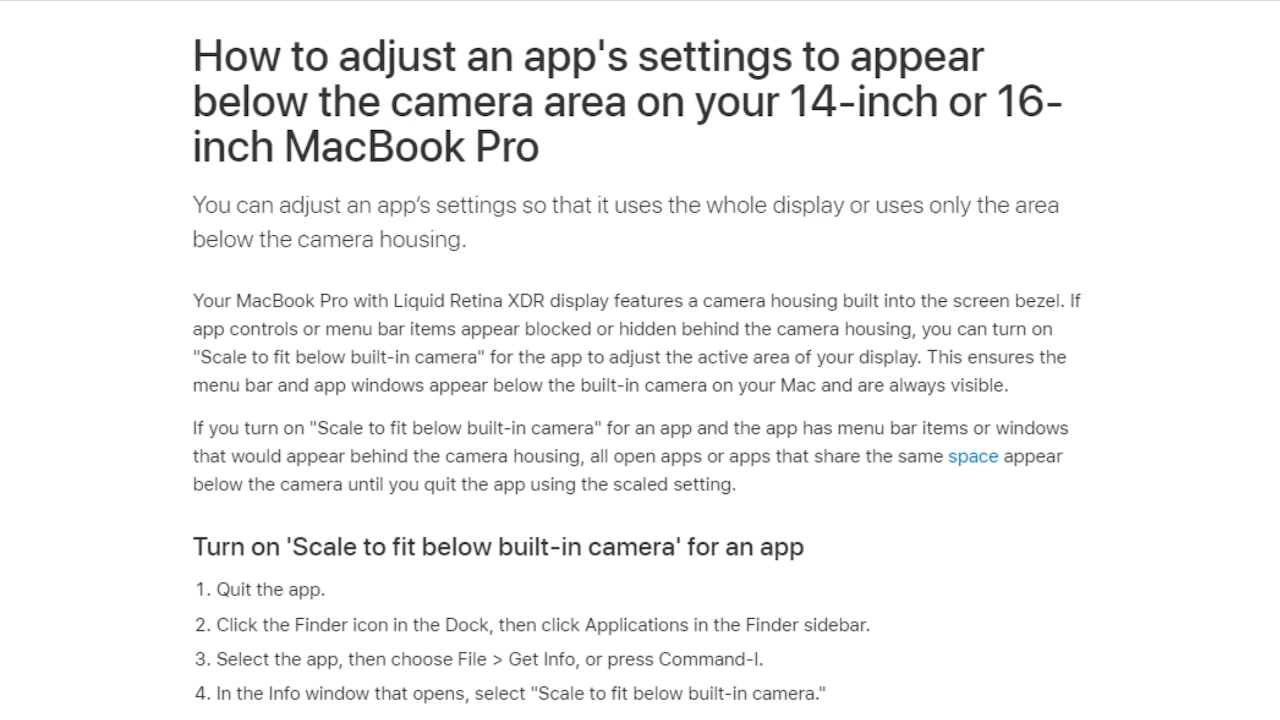 How to adjust an app's settings to appear
below the camera area on your 14-inch or 16-
inch MacBook Pro
You can adjust an app’s settings so that it uses the whole display or uses only the area
below the camera housing.
Your MacBook Pro with Liquid Retina XDR display features a camera housing built into the screen bezel. If
app controls or menu bar items appear blocked or hidden behind the camera housing, you can turn on
"Scale to fit below built-in camera" for the app to adjust the active area of your display. This ensures the
menu bar and app windows appear below the built-in camera on your Mac and are always visible.
If you turn on "Scale to fit below built-in camera" for an app and the app has menu bar items or windows
that would appear behind the camera housing, all open apps or apps that share the same space appear
below the camera until you quit the app using the scaled setting.
Turn on 'Scale to fit below built-in camera' for an app
1. Quit the app.
2. Click the Finder icon in the Dock, then click Applications in the Finder sidebar.
3. Select the app, then choose File > Get Info, or press Command-I.
4. In the Info window that opens, select "Scale to fit below built-in camera."